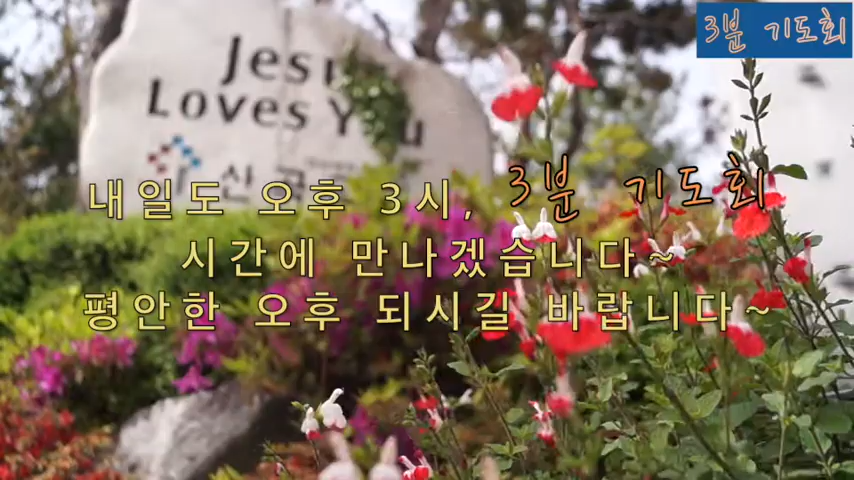 3분 기도회
Jesus
Loves You
내일도 오후 3시, 3분 기도회
시간에 만나겠습니다~
평안한 오후 되시길 바랍니다~